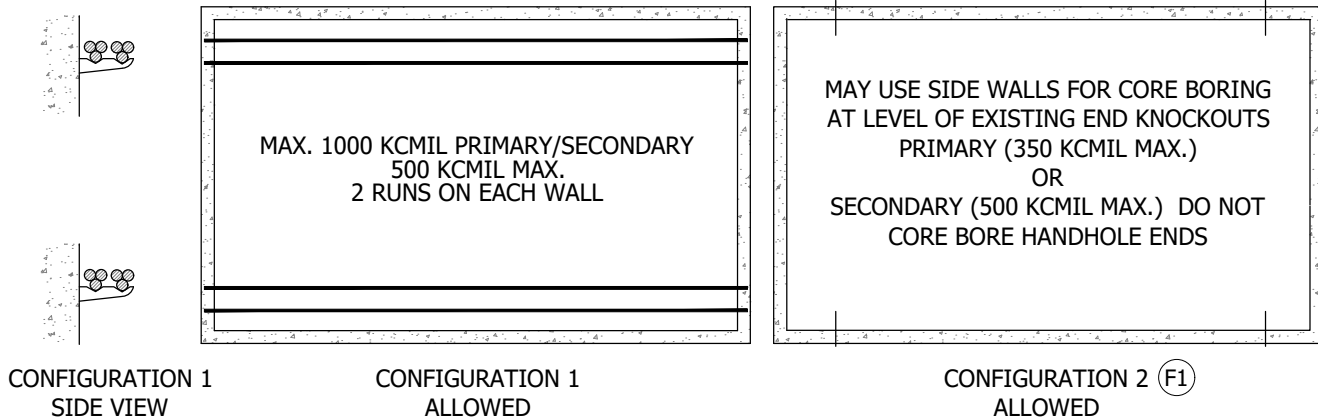 MAX. 1000 KCMIL PRIMARY/SECONDARY
500 KCMIL MAX.
2 RUNS ON EACH WALL
MAY USE SIDE WALLS FOR CORE BORING
AT LEVEL OF EXISTING END KNOCKOUTS
PRIMARY (350 KCMIL MAX.)
OR
SECONDARY (500 KCMIL MAX.) DO NOT
CORE BORE HANDHOLE ENDS
CONFIGURATION 1
SIDE VIEW
CONFIGURATION 1
ALLOWED
CONFIGURATION 2 F1
ALLOWED